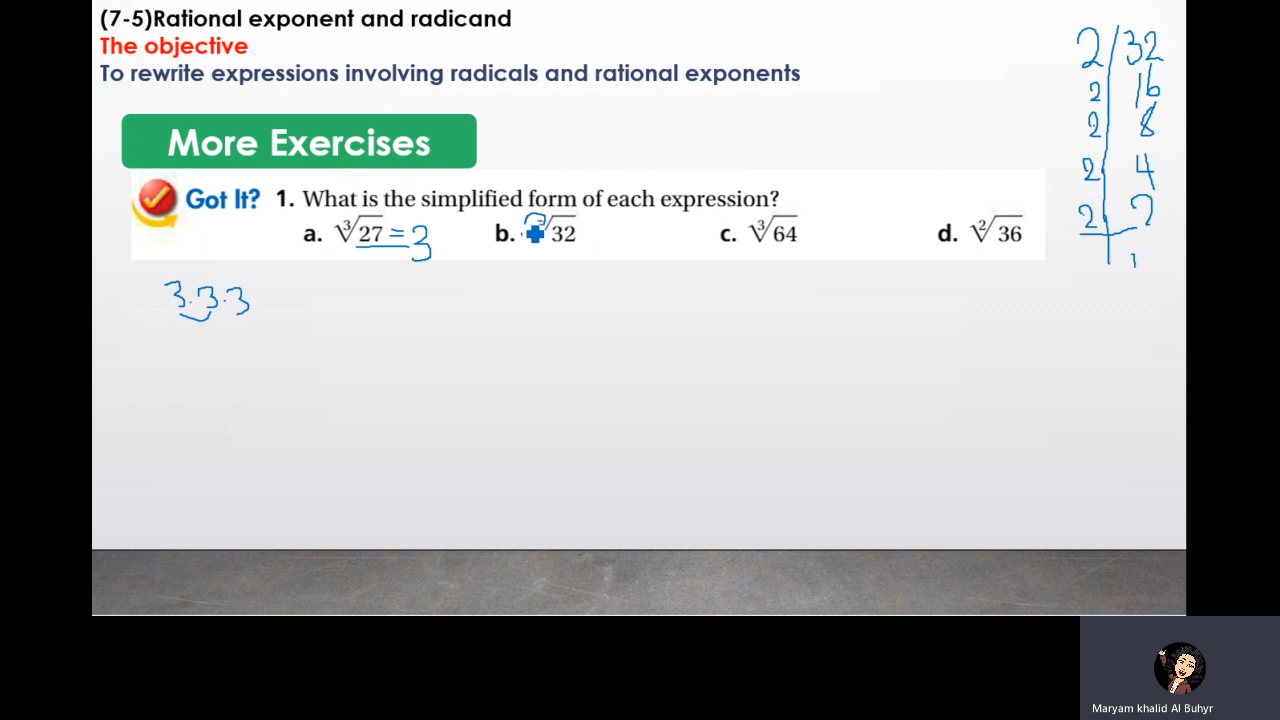 (7-5)Rational exponent and radicand
The objective
To rewrite expressions involving radicals and rational exponents
More Exercises
Got It? 1. What is the simplified form of each expression?
a. ∛27 = 3 b. √32 c. ∛64 d. ²√36
3.3.3
2 32
2 16
2 8
2 4
2 2
1
Maryam khalid Al Buhyr